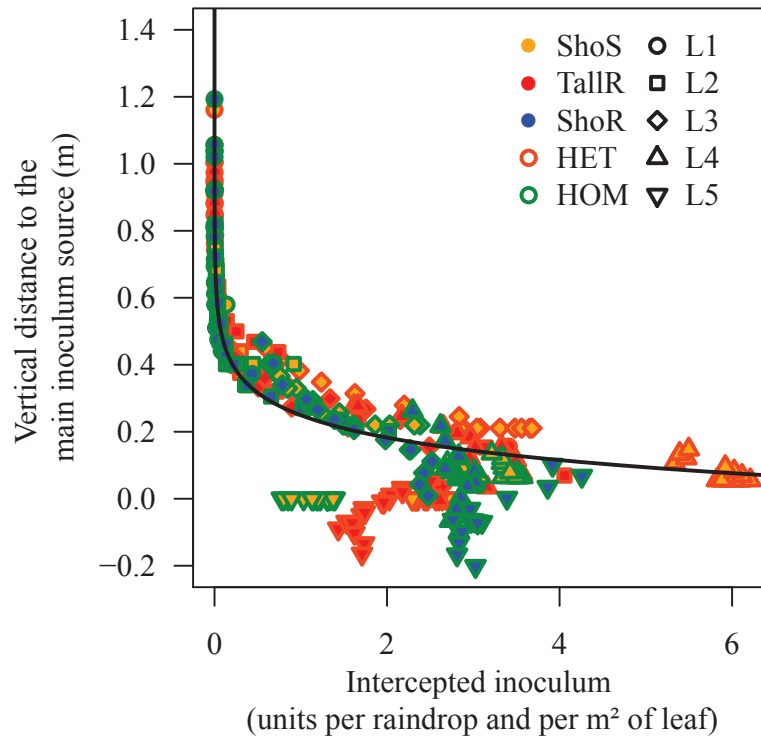 1.4
1.2
1.0
0.8
0.6
0.4
0.2
0.0
−0.2
Vertical distance to the
main inoculum source (m)
ShoS
TallR
ShoR
HET
HOM
L1
L2
L3
L4
L5
0 2 4 6
Intercepted inoculum
(units per raindrop and per m² of leaf)